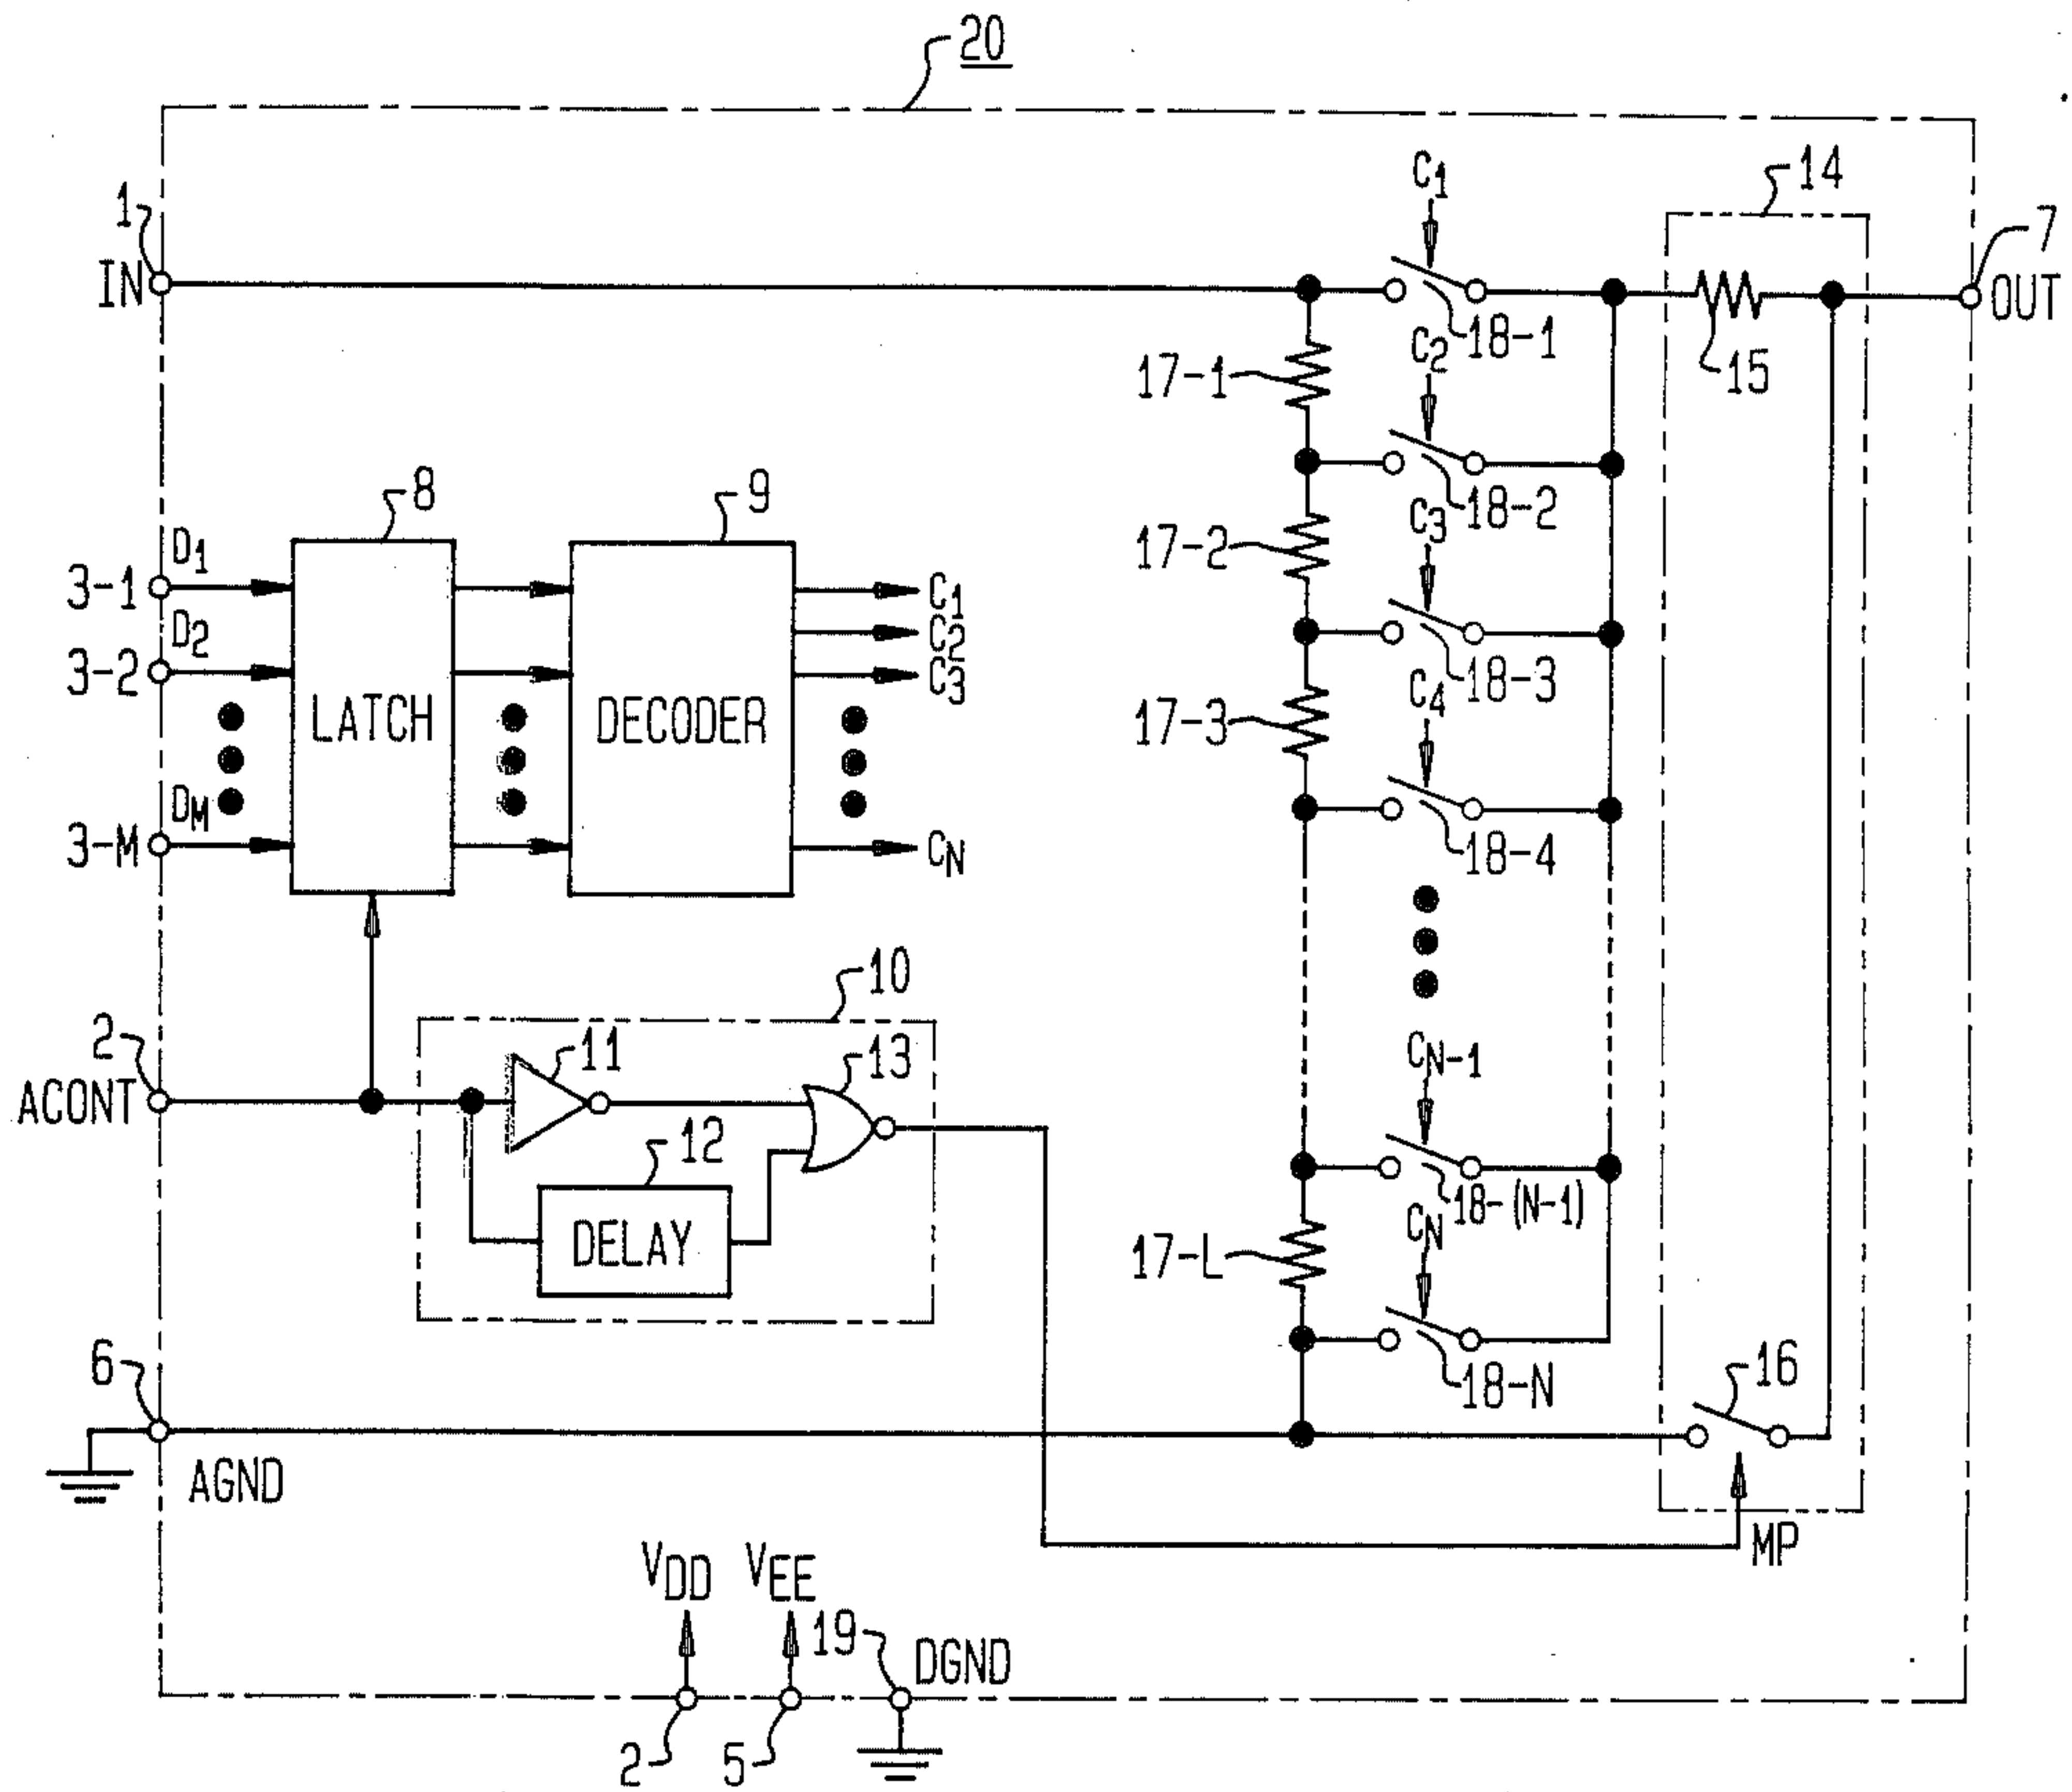 20
14
C1
1
IN
7
OUT
18-1
15
17-1
C2
18-2
8
9
C3
D1
3-1
17-2
C1
D2
C2
3-2
C3
18-3
C4
LATCH
DECODER
17-3
DM
3-M
CN
18-4
10
2
ACONT
11
13
CN-1
12
18-(N-1)
DELAY
CN
17-L
6
18-N
16
AGND
MP
VDD
VEE
19
DGND
2
5